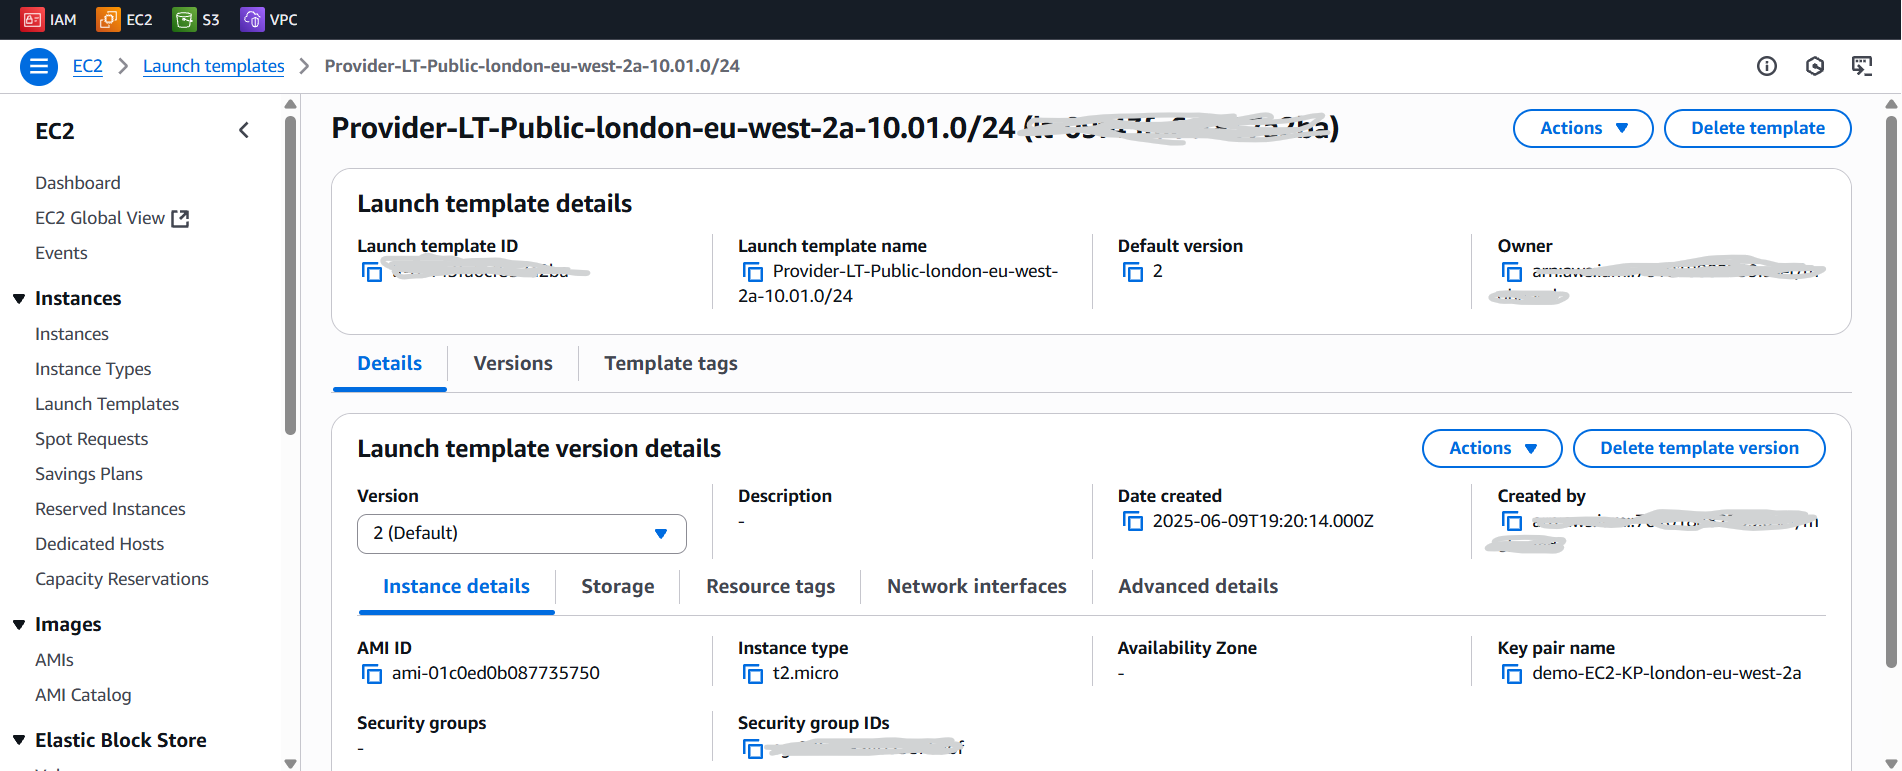 IAM EC2 S3 VPC
EC2 > Launch templates > Provider-LT-Public-london-eu-west-2a-10.01.0/24
EC2
Dashboard
EC2 Global View
Events
Instances
Instances
Instance Types
Launch Templates
Spot Requests
Savings Plans
Reserved Instances
Dedicated Hosts
Capacity Reservations
Images
AMIs
AMI Catalog
Elastic Block Store
Provider-LT-Public-london-eu-west-2a-10.01.0/24
Actions
Delete template
Launch template details
Launch template ID
Launch template name
Provider-LT-Public-london-eu-west-
2a-10.01.0/24
Default version
2
Owner
Details
Versions
Template tags
Launch template version details
Actions
Delete template version
Version
2 (Default)
Description
-
Date created
2025-06-09T19:20:14.000Z
Created by
Instance details
Storage
Resource tags
Network interfaces
Advanced details
AMI ID
ami-01c0ed0b087735750
Instance type
t2.micro
Availability Zone
-
Key pair name
demo-EC2-KP-london-eu-west-2a
Security groups
-
Security group IDs